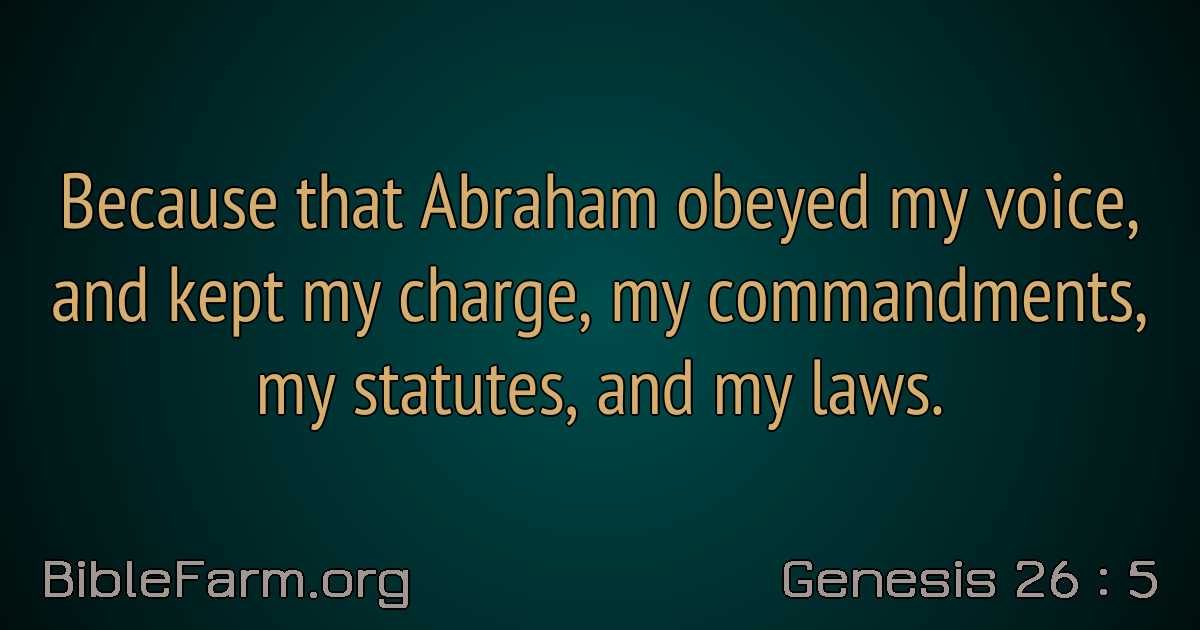 Because that Abraham obeyed my voice,
and kept my charge, my commandments,
my statutes, and my laws.
BibleFarm.org
Genesis 26 : 5